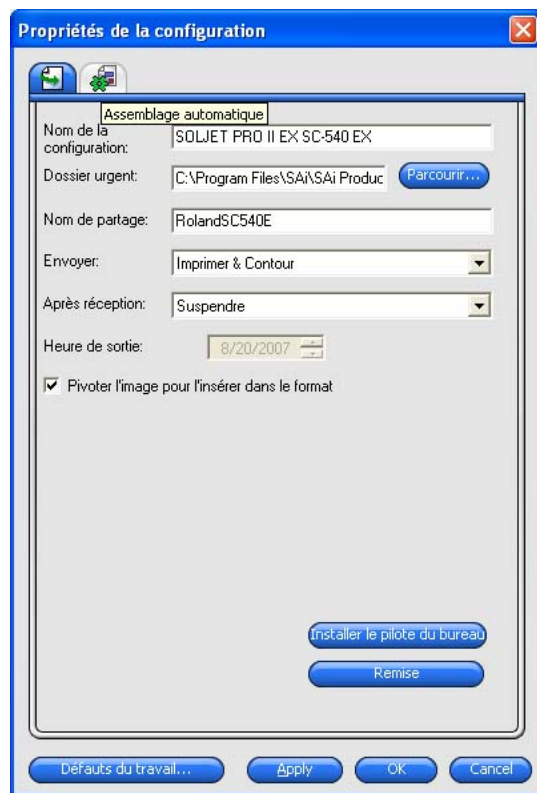 Propriétés de la configuration
Assemblage automatique
Nom de la
configuration:
SOLJET PRO II EX SC-540 EX
Dossier urgent:
C:\Program Files\SAi\SAi Produc
Parcourir...
Nom de partage:
RolandSC540E
Envoyer:
Imprimer & Contour
Après réception:
Suspendre
Heure de sortie:
8/20/2007
Pivoter l'image pour l'insérer dans le format
Installer le pilote du bureau
Remise
Défauts du travail...
Apply
OK
Cancel